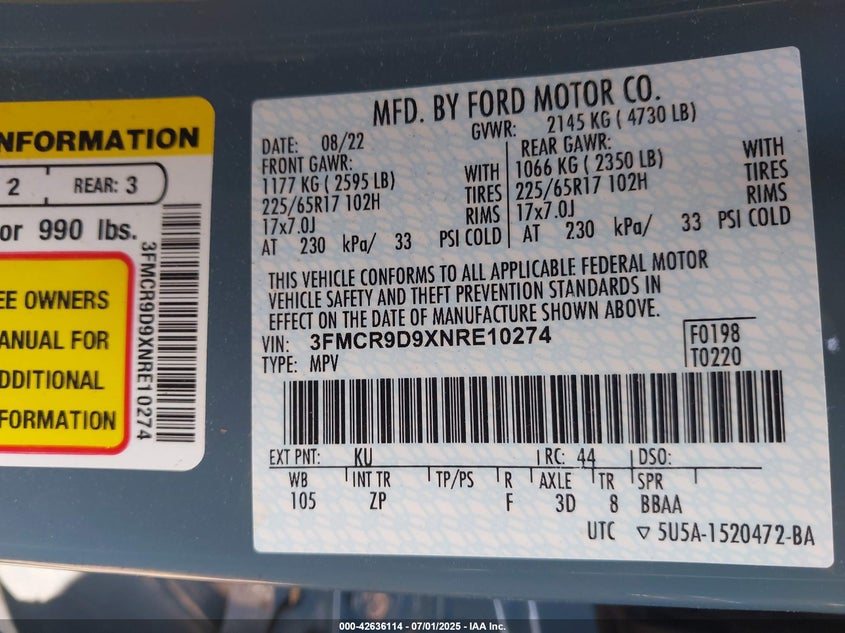 NFORMATION
2 REAR: 3
or 990 lbs.
EE OWNERS
ANUAL FOR
DDITIONAL
FORMATION
3FMCR9D9XNRE10274
MFD. BY FORD MOTOR CO.
DATE: 08/22 GVWR: 2145 KG ( 4730 LB)
FRONT GAWR:
1177 KG ( 2595 LB) WITH
225/65R17 102H TIRES
17x7.0J RIMS
AT 230 kPa/ 33 PSI COLD
REAR GAWR:
1066 KG ( 2350 LB) WITH
225/65R17 102H TIRES
17x7.0J RIMS
AT 230 kPa/ 33 PSI COLD
THIS VEHICLE CONFORMS TO ALL APPLICABLE FEDERAL MOTOR
VEHICLE SAFETY AND THEFT PREVENTION STANDARDS IN
EFFECT ON THE DATE OF MANUFACTURE SHOWN ABOVE.
VIN: 3FMCR9D9XNRE10274
TYPE: MPV
F0198
T0220
EXT PNT: KU RC: 44 DSO:
WB INT TR TP/PS R AXLE TR SPR
105 ZP F 3D 8 BBAA
UTC 5U5A-1520472-BA
000-42636114 - 07/01/2025 - IAA Inc.